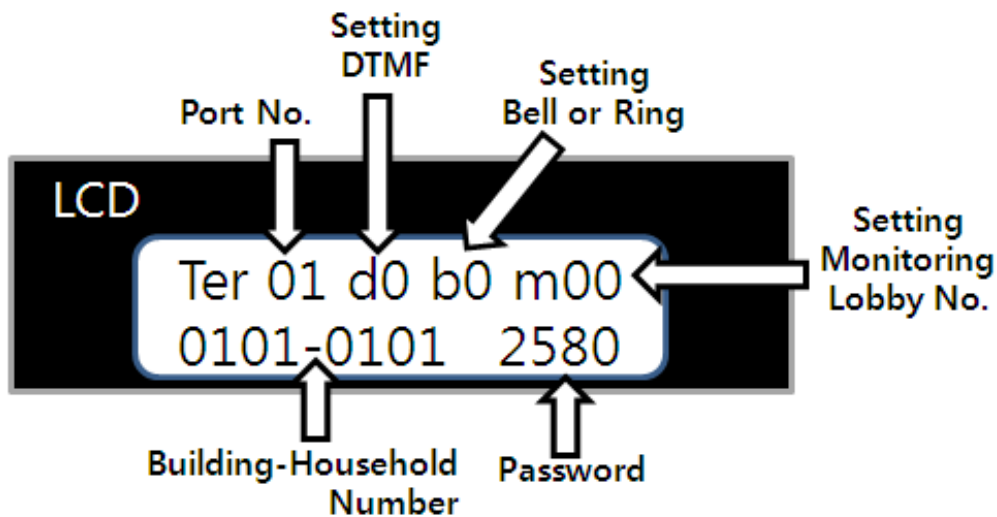 Setting
DTMF
Setting
Bell or Ring
Port No.
LCD
Ter 01 d0 b0 m00
0101-0101 2580
Setting
Monitoring
Lobby No.
Building-Household
Number
Password